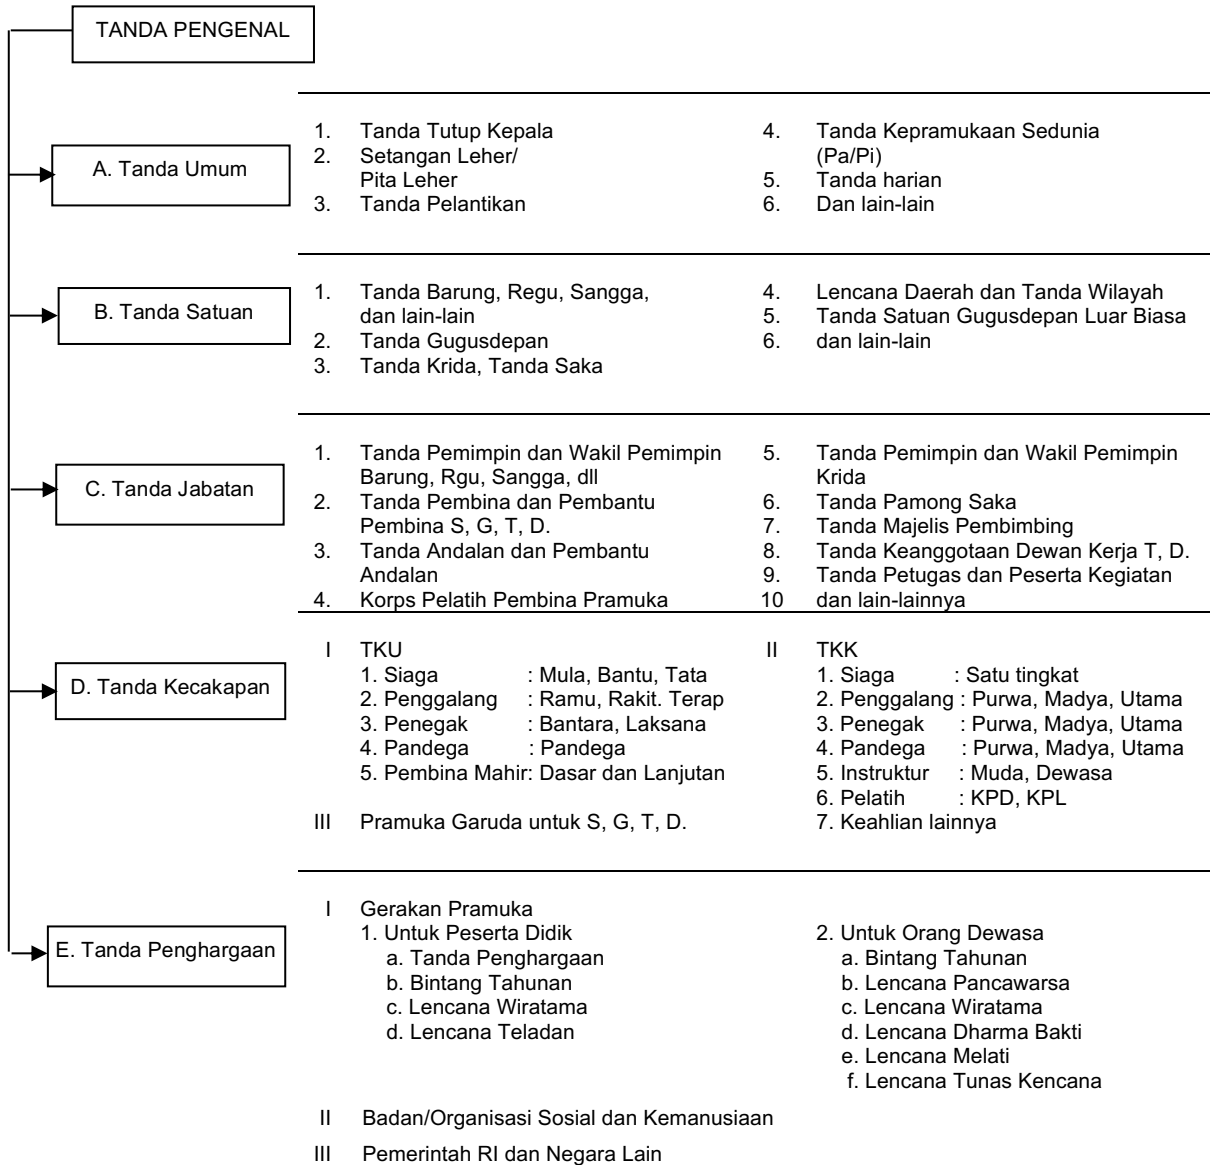 TANDA PENGENAL
A. Tanda Umum
1. Tanda Tutup Kepala
2. Setangan Leher/
Pita Leher
3. Tanda Pelantikan
4. Tanda Kepramukaan Sedunia
(Pa/Pi)
5. Tanda harian
6. Dan lain-lain
B. Tanda Satuan
1. Tanda Barung, Regu, Sangga,
dan lain-lain
2. Tanda Gugusdepan
3. Tanda Krida, Tanda Saka
4. Lencana Daerah dan Tanda Wilayah
5. Tanda Satuan Gugusdepan Luar Biasa
6. dan lain-lain
C. Tanda Jabatan
1. Tanda Pemimpin dan Wakil Pemimpin
Barung, Rgu, Sangga, dll
2. Tanda Pembina dan Pembantu
Pembina S, G, T, D.
3. Tanda Andalan dan Pembantu
Andalan
4. Korps Pelatih Pembina Pramuka
5. Tanda Pemimpin dan Wakil Pemimpin
Krida
6. Tanda Pamong Saka
7. Tanda Majelis Pembimbing
8. Tanda Keanggotaan Dewan Kerja T, D.
9. Tanda Petugas dan Peserta Kegiatan
10 dan lain-lainnya
D. Tanda Kecakapan
I TKU
1. Siaga : Mula, Bantu, Tata
2. Penggalang : Ramu, Rakit. Terap
3. Penegak : Bantara, Laksana
4. Pandega : Pandega
5. Pembina Mahir: Dasar dan Lanjutan
III Pramuka Garuda untuk S, G, T, D.
II TKK
1. Siaga : Satu tingkat
2. Penggalang : Purwa, Madya, Utama
3. Penegak : Purwa, Madya, Utama
4. Pandega : Purwa, Madya, Utama
5. Instruktur : Muda, Dewasa
6. Pelatih : KPD, KPL
7. Keahlian lainnya
E. Tanda Penghargaan
I Gerakan Pramuka
1. Untuk Peserta Didik
a. Tanda Penghargaan
b. Bintang Tahunan
c. Lencana Wiratama
d. Lencana Teladan
2. Untuk Orang Dewasa
a. Bintang Tahunan
b. Lencana Pancawarsa
c. Lencana Wiratama
d. Lencana Dharma Bakti
e. Lencana Melati
f. Lencana Tunas Kencana
II Badan/Organisasi Sosial dan Kemanusiaan
III Pemerintah RI dan Negara Lain